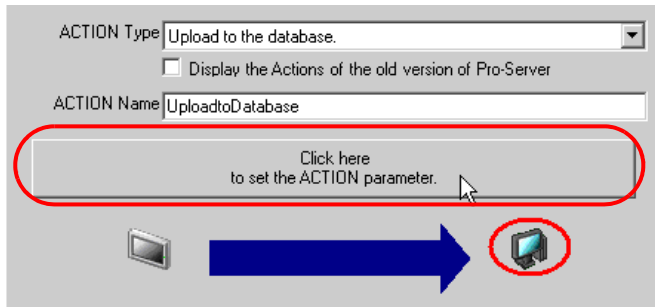 ACTION Type Upload to the database.
Display the Actions of the old version of Pro-Server
ACTION Name UploadtoDatabase
Click here
to set the ACTION parameter.